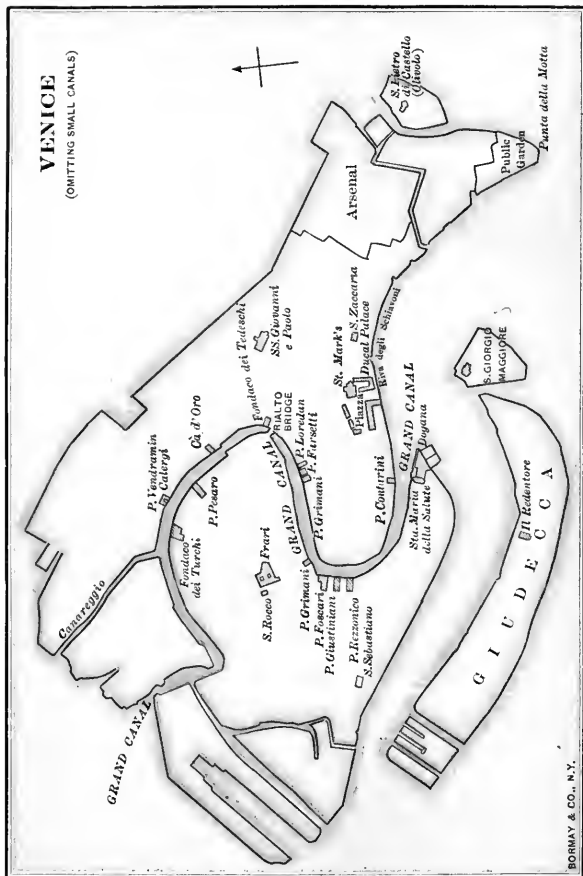 VENICE
(OMITTING SMALL CANALS)
S. Pietro
di Castello
(Olivolo)
Punta della Motta
Public
Garden
Arsenal
Canareggio
P. Vendramin
Calergi
Cà d'Oro
Fondaco dei Tedeschi
SS. Giovanni
e Paolo
P. Pesaro
Fondaco
dei Turchi
RIALTO
BRIDGE
GRAND CANAL
GRAND CANAL
P. Loredan
P. Farsetti
P. Grimani
St. Mark's
S. Zaccaria
Piazza
Ducal Palace
Riva degli Schiavoni
Frari
S. Rocco
P. Grimani
P. Foscari
P. Giustiniani
P. Rezzonico
S. Sebastiano
P. Contarini
GRAND CANAL
Dogana
Sta. Maria
della Salute
S. GIORGIO
MAGGIORE
Il Redentore
GIUDECCA
BORMAY & CO., N.Y.